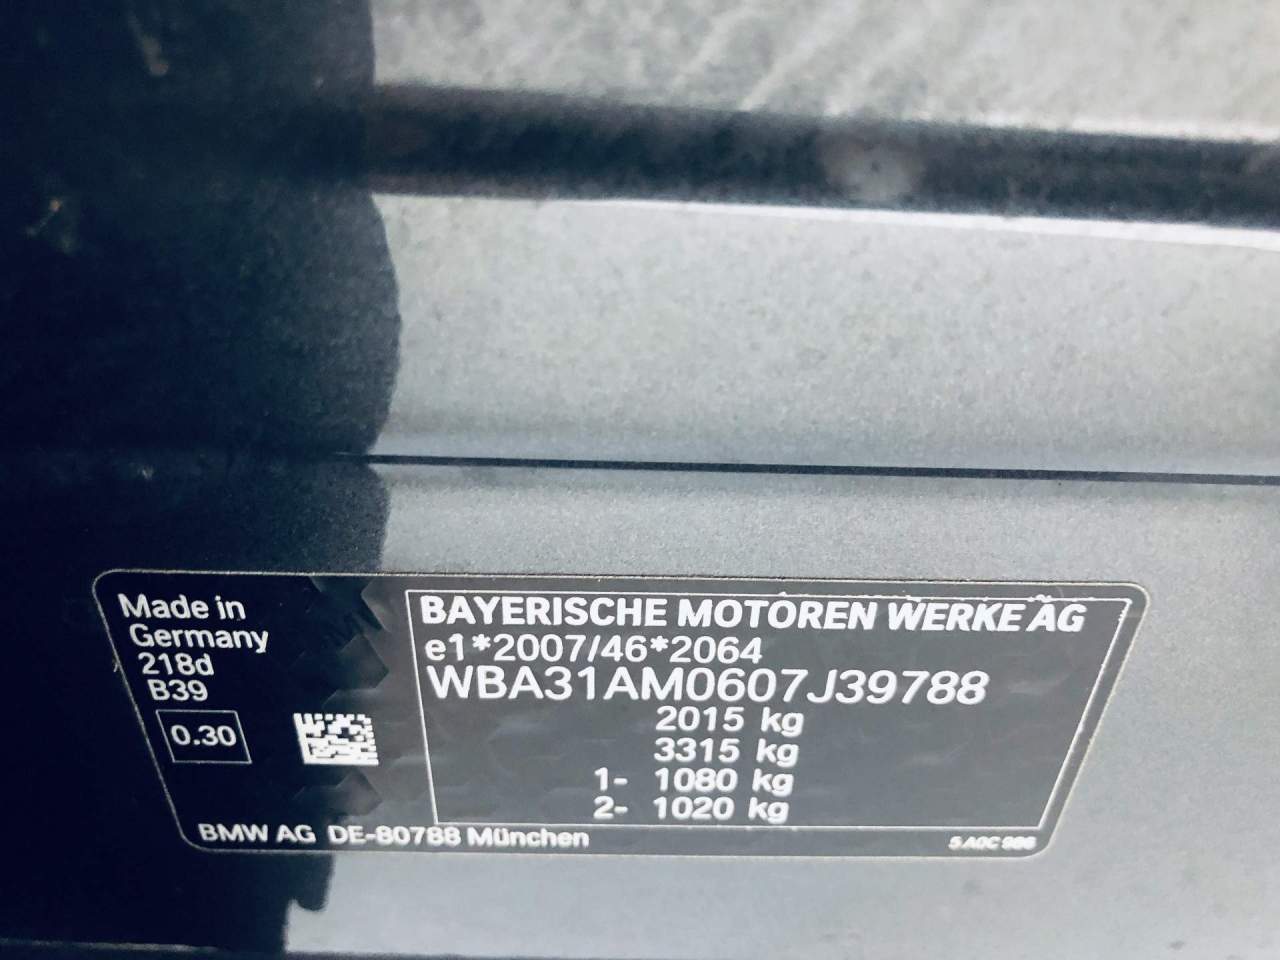 Made in
Germany
218d
B39
0.30
BAYERISCHE MOTOREN WERKE AG
e1*2007/46*2064
WBA31AM0607J39788
2015 kg
3315 kg
1- 1080 kg
2- 1020 kg
BMW AG DE-80788 München
5 A0C 986